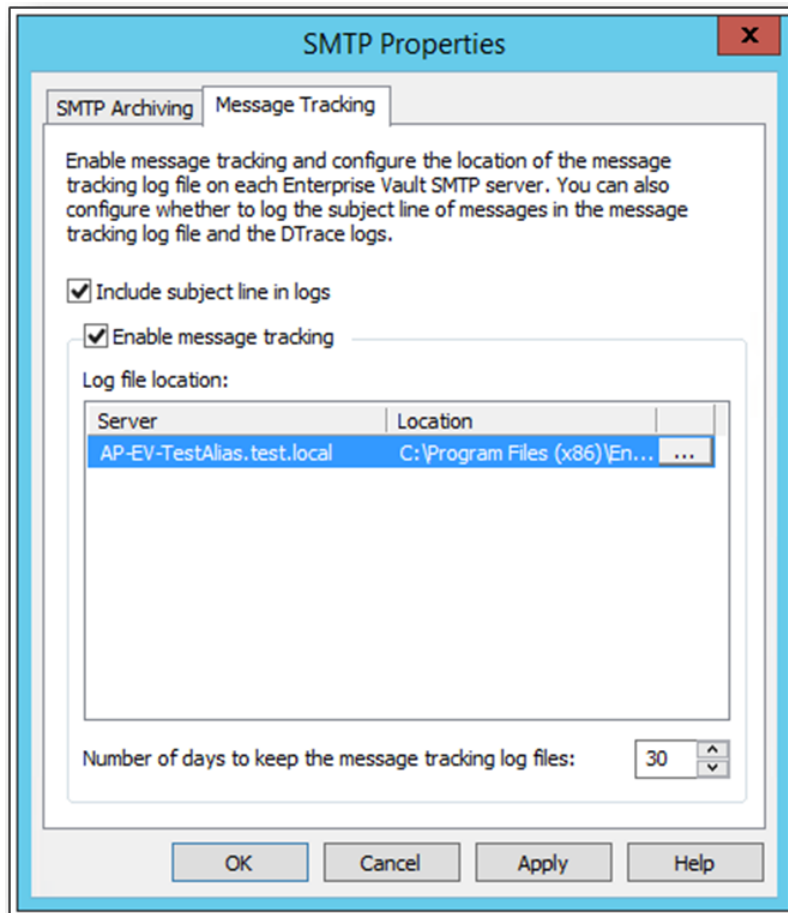 SMTP Properties
x
SMTP Archiving
Message Tracking
Enable message tracking and configure the location of the message
tracking log file on each Enterprise Vault SMTP server. You can also
configure whether to log the subject line of messages in the message
tracking log file and the DTrace logs.
Include subject line in logs
Enable message tracking
Log file location:
Server Location
AP-EV-TestAlias.test.local C:\Program Files (x86)\En... ...
Number of days to keep the message tracking log files: 30
OK Cancel Apply Help